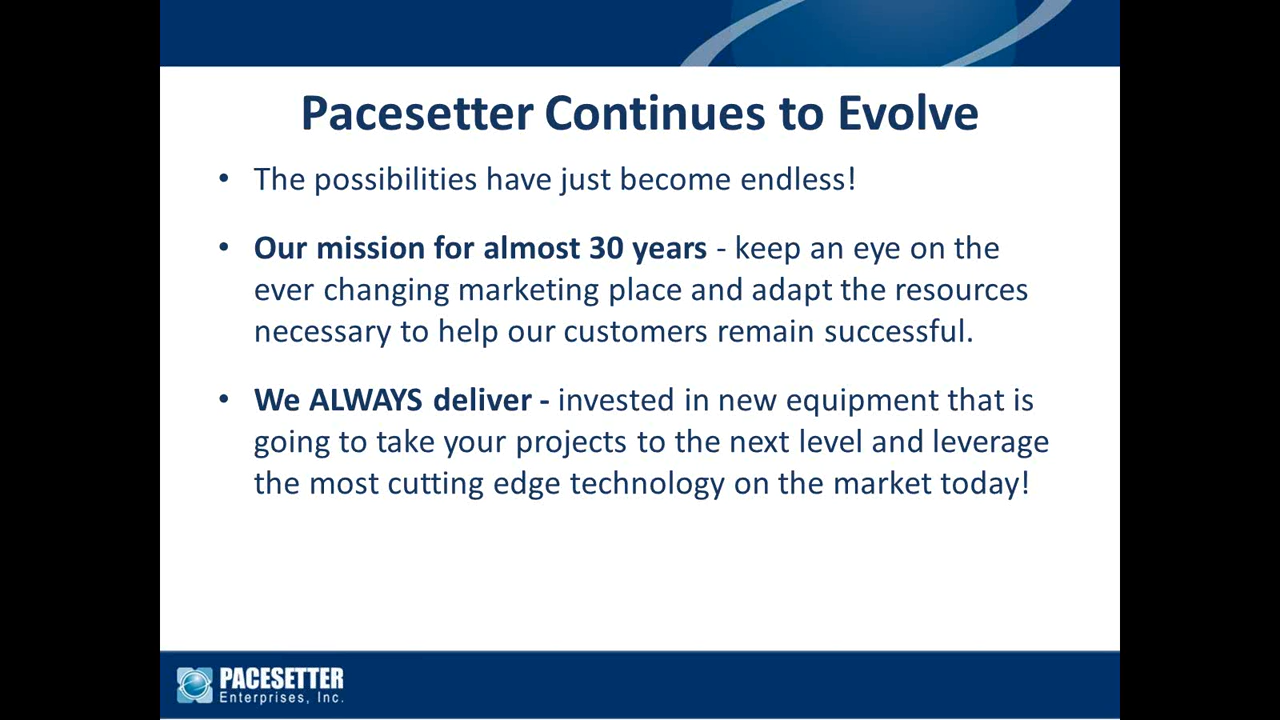 Pacesetter Continues to Evolve
• The possibilities have just become endless!
• Our mission for almost 30 years - keep an eye on the
ever changing marketing place and adapt the resources
necessary to help our customers remain successful.
• We ALWAYS deliver - invested in new equipment that is
going to take your projects to the next level and leverage
the most cutting edge technology on the market today!
PACESETTER
Enterprises, Inc.